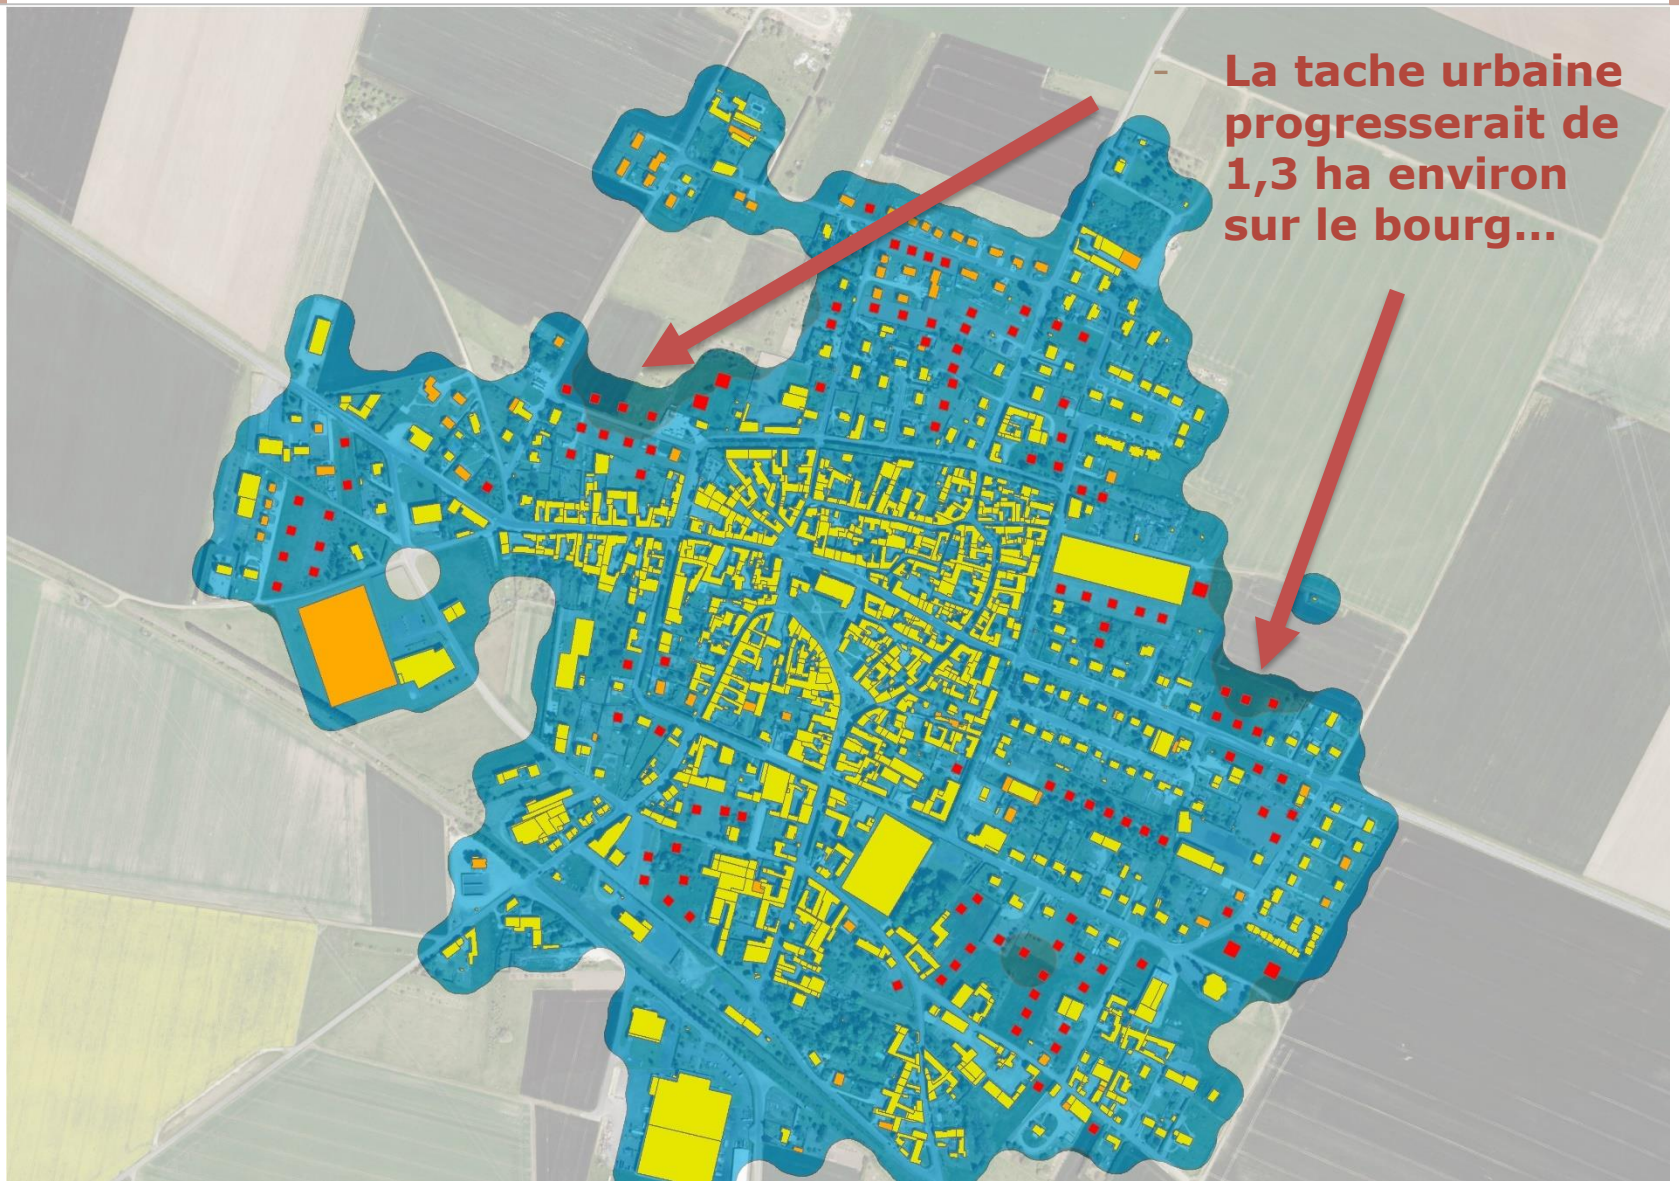 La tache urbaine
progresserait de
1,3 ha environ
sur le bourg...